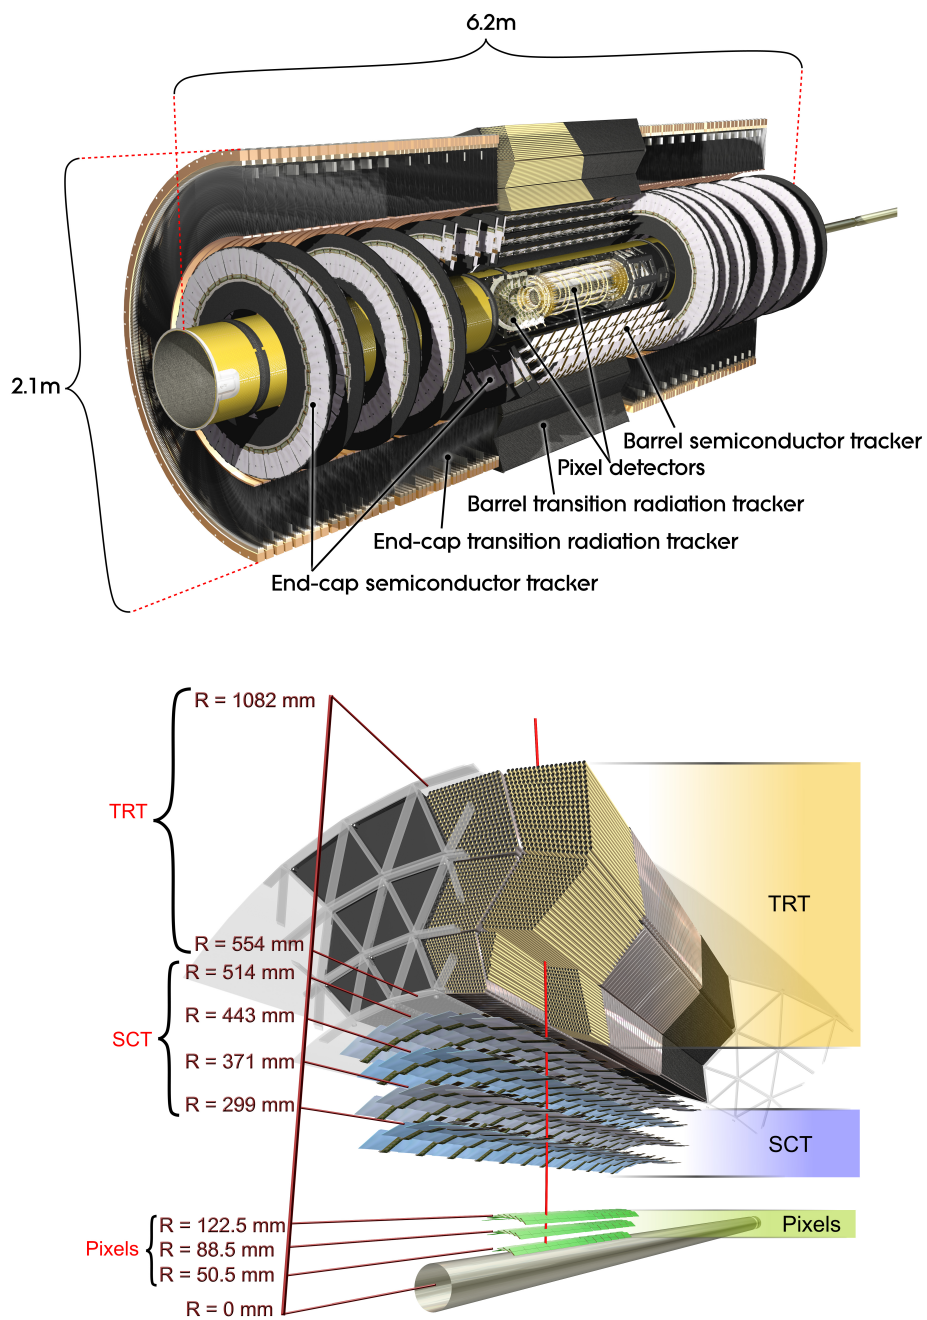 6.2m
2.1m
Barrel semiconductor tracker
Pixel detectors
Barrel transition radiation tracker
End-cap transition radiation tracker
End-cap semiconductor tracker
R = 1082 mm
TRT
TRT
R = 554 mm
R = 514 mm
R = 443 mm
SCT
R = 371 mm
R = 299 mm
SCT
R = 122.5 mm
Pixels
Pixels
R = 88.5 mm
R = 50.5 mm
R = 0 mm